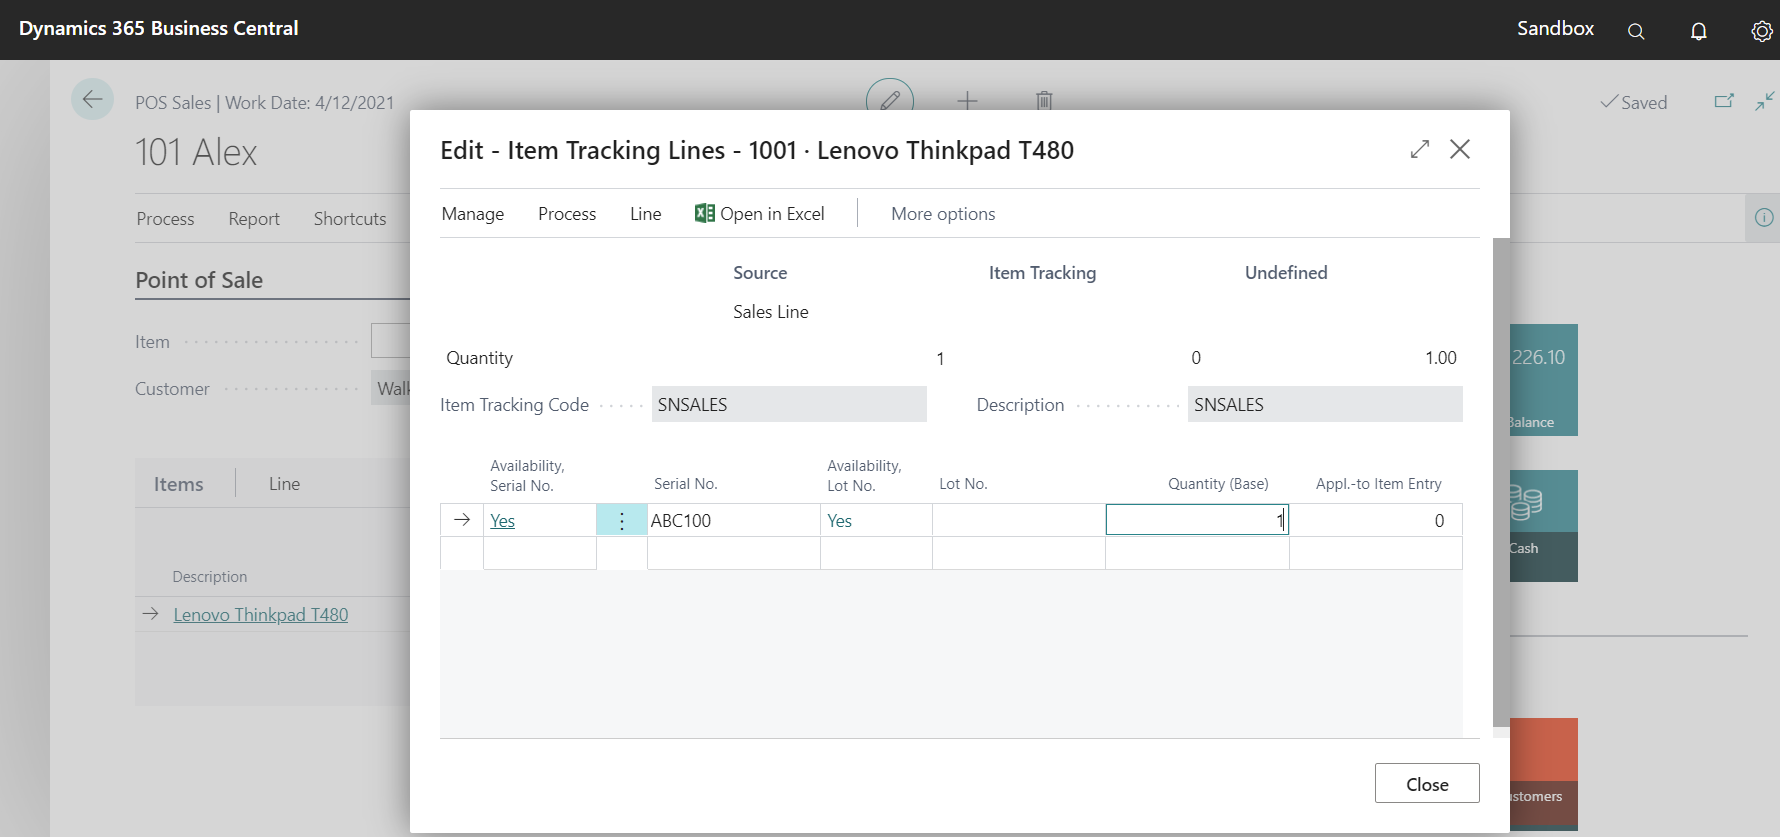 Dynamics 365 Business Central
Sandbox
POS Sales | Work Date: 4/12/2021
Saved
101 Alex
Process Report Shortcuts
Point of Sale
Item
Customer
Items Line
Description
Lenovo Thinkpad T480
Edit - Item Tracking Lines - 1001 · Lenovo Thinkpad T480
Manage Process Line Open in Excel More options
Source Item Tracking Undefined
Sales Line
Quantity 1 0 1.00
Item Tracking Code SNSALES Description SNSALES
Availability, Serial No. Serial No. Availability, Lot No. Lot No. Quantity (Base) Appl.-to Item Entry
Yes ABC100 Yes 1 0
Close
226.10
Balance
Cash